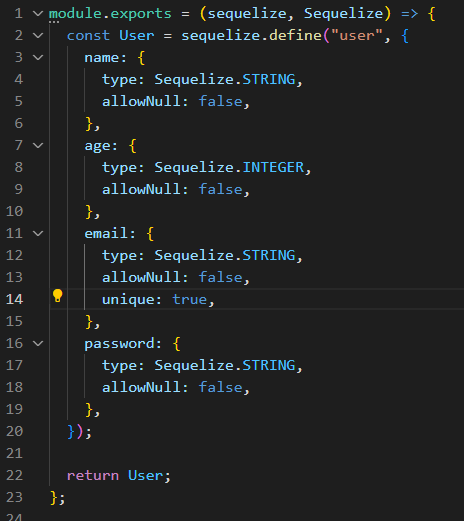 1 module.exports = (sequelize, Sequelize) => {
2   const User = sequelize.define("user", {
3     name: {
4       type: Sequelize.STRING,
5       allowNull: false,
6     },
7     age: {
8       type: Sequelize.INTEGER,
9       allowNull: false,
10     },
11     email: {
12       type: Sequelize.STRING,
13       allowNull: false,
14       unique: true,
15     },
16     password: {
17       type: Sequelize.STRING,
18       allowNull: false,
19     },
20   });
21
22   return User;
23 };
24